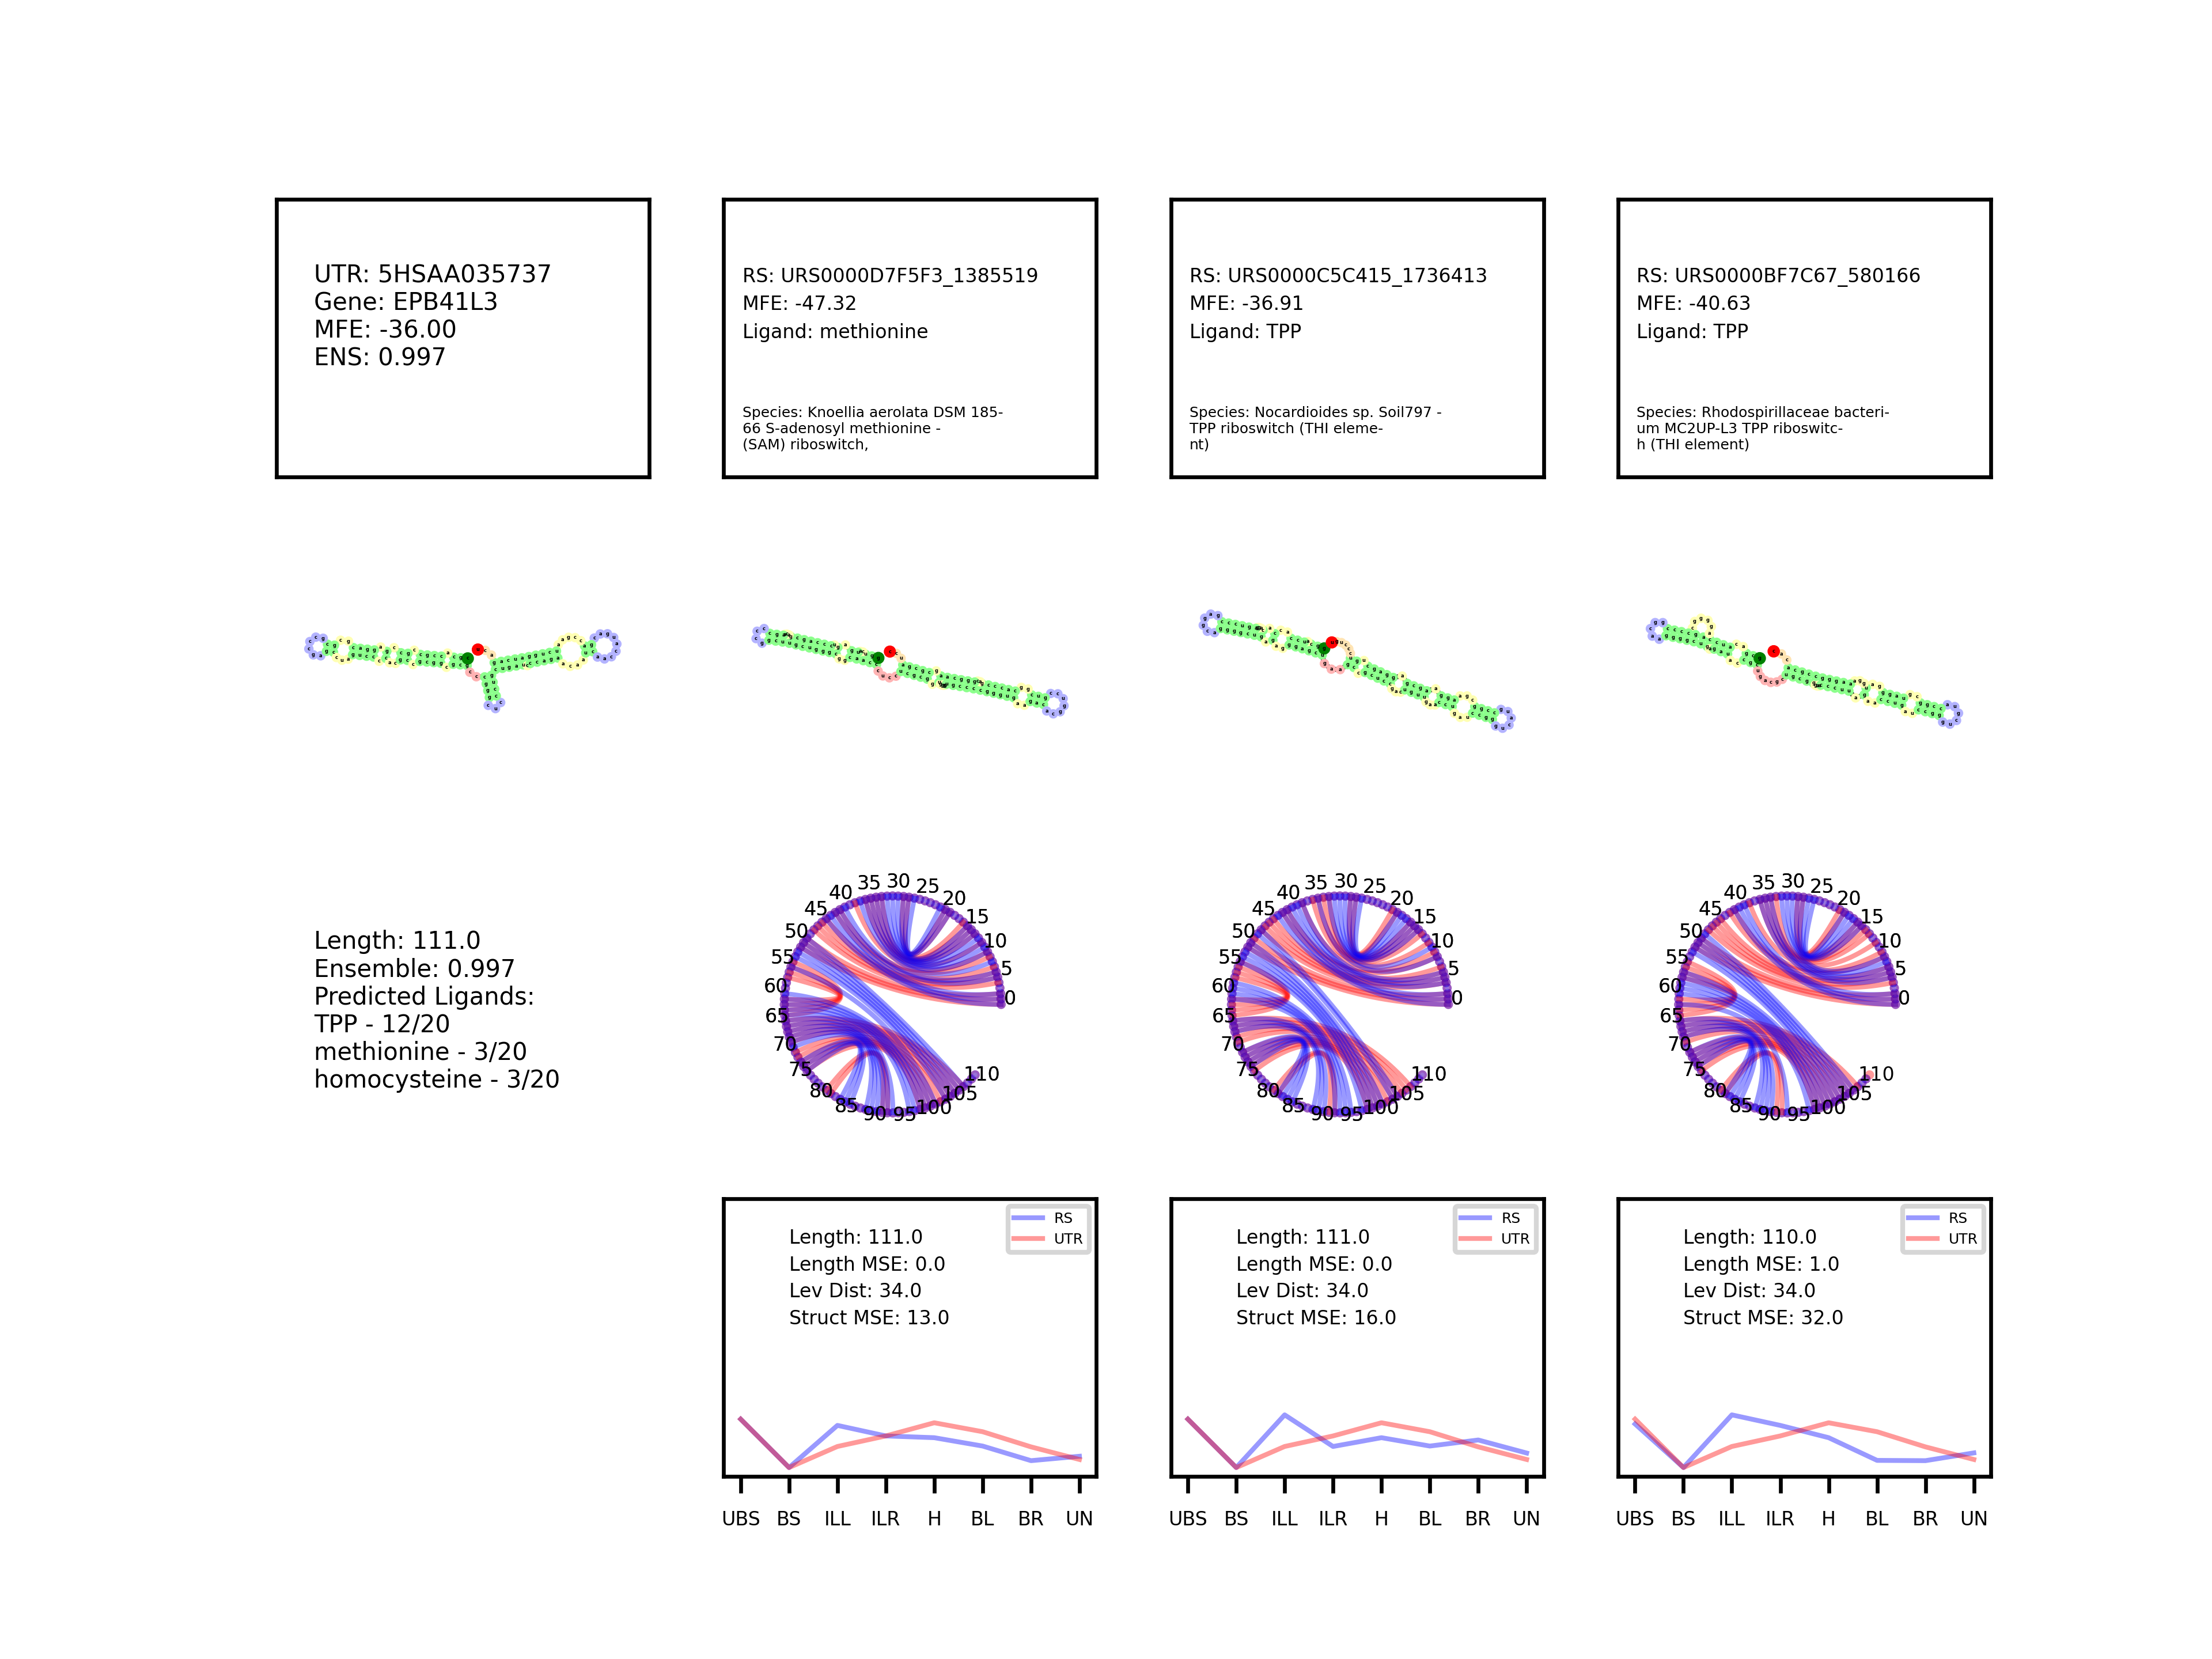 UTR: 5HSAA035737
Gene: EPB41L3
MFE: -36.00
ENS: 0.997
RS: URS0000D7F5F3_1385519
MFE: -47.32
Ligand: methionine
Species: Knoellia aerolata DSM 185-
66 S-adenosyl methionine -
(SAM) riboswitch,
RS: URS0000C5C415_1736413
MFE: -36.91
Ligand: TPP
Species: Nocardioides sp. Soil797 -
TPP riboswitch (THI eleme-
nt)
RS: URS0000BF7C67_580166
MFE: -40.63
Ligand: TPP
Species: Rhodospirillaceae bacteri-
um MC2UP-L3 TPP riboswitc-
h (THI element)
Length: 111.0
Ensemble: 0.997
Predicted Ligands:
TPP - 12/20
methionine - 3/20
homocysteine - 3/20
0 5 10 15 20 25 30 35 40 45 50 55 60 65 70 75 80 85 90 95 100 105 110
0 5 10 15 20 25 30 35 40 45 50 55 60 65 70 75 80 85 90 95 100 105 110
0 5 10 15 20 25 30 35 40 45 50 55 60 65 70 75 80 85 90 95 100 105 110
RS
UTR
Length: 111.0
Length MSE: 0.0
Lev Dist: 34.0
Struct MSE: 13.0
UBS BS ILL ILR H BL BR UN
RS
UTR
Length: 111.0
Length MSE: 0.0
Lev Dist: 34.0
Struct MSE: 16.0
UBS BS ILL ILR H BL BR UN
RS
UTR
Length: 110.0
Length MSE: 1.0
Lev Dist: 34.0
Struct MSE: 32.0
UBS BS ILL ILR H BL BR UN